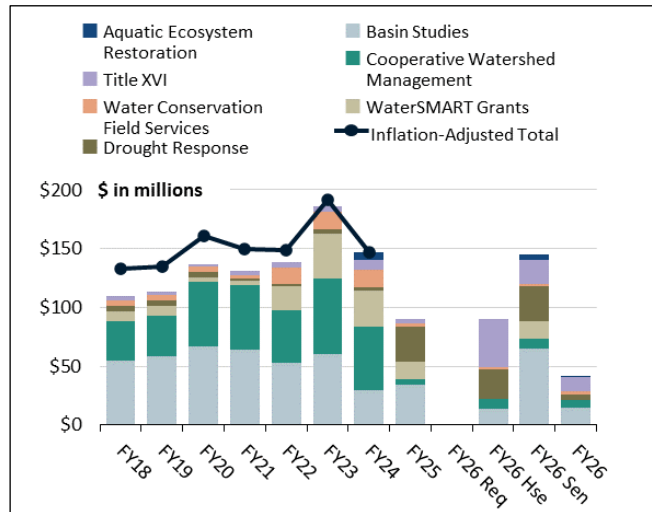 Aquatic Ecosystem
Restoration
Title XVI
Water Conservation
Field Services
Drought Response
Basin Studies
Cooperative Watershed
Management
WaterSMART Grants
Inflation-Adjusted Total
$ in millions
$200
$150
$100
$50
$0
FY18
FY19
FY20
FY21
FY22
FY23
FY24
FY25
FY26 Req
FY26 Hse
FY26 Sen
FY26